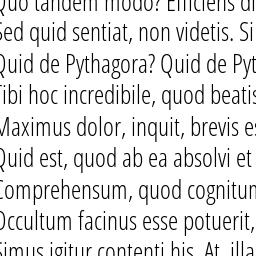 Quo tandem modo? Efficiens di
Sed quid sentiat, non videtis. Si
Quid de Pythagora? Quid de Pyt
Tibi hoc incredibile, quod beatis
Maximus dolor, inquit, brevis es
Quid est, quod ab ea absolvi et
Comprehensum, quod cognitum
Occultum facinus esse potuerit,
Simus igitur contenti his. At, illa